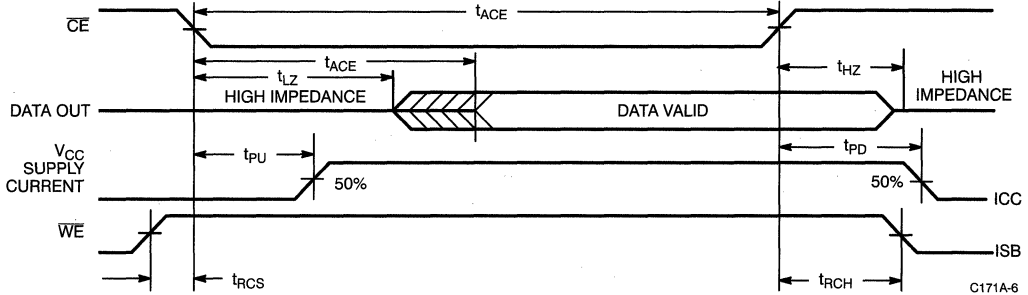 tACE
CE
tACE
tLZ
tHZ
HIGH IMPEDANCE
HIGH IMPEDANCE
DATA OUT
DATA VALID
VCC
SUPPLY
CURRENT
tPU
tPD
50%
50%
ICC
WE
ISB
tRCS
tRCH
C171A-6